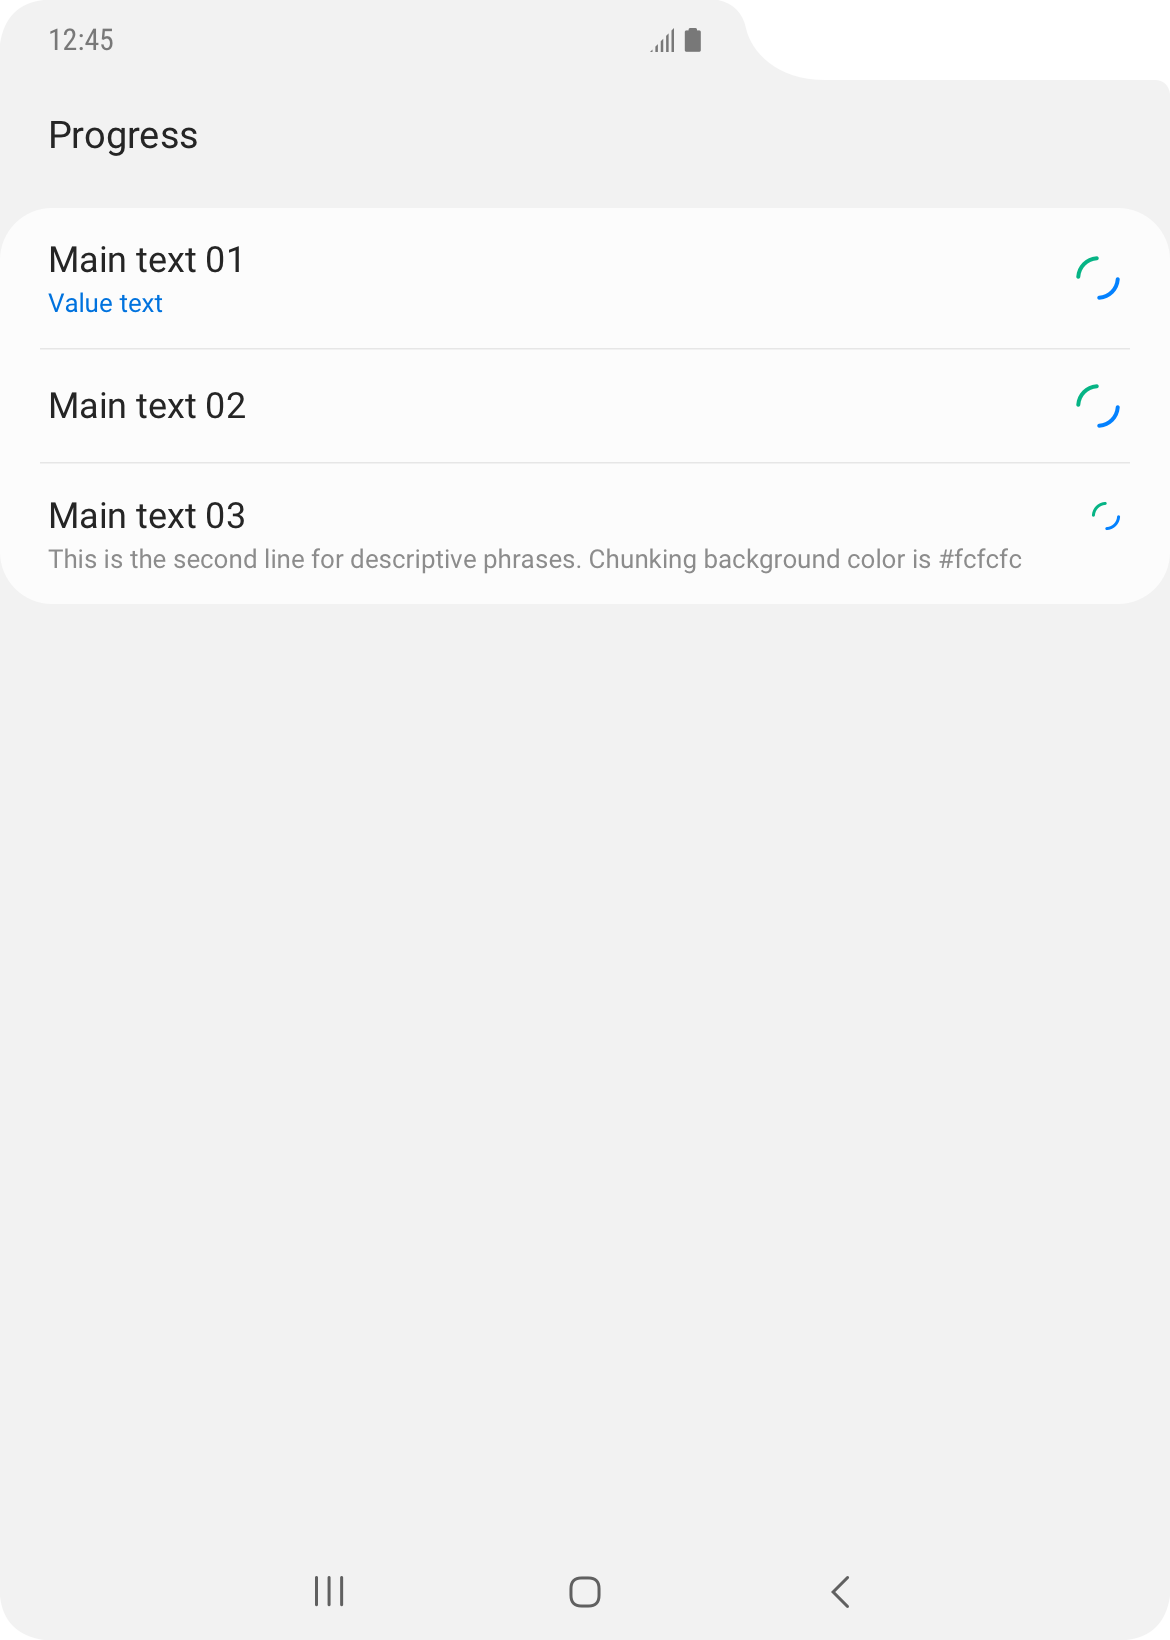 12:45
Progress
Main text 01
Value text
Main text 02
Main text 03
This is the second line for descriptive phrases. Chunking background color is #fcfcfc